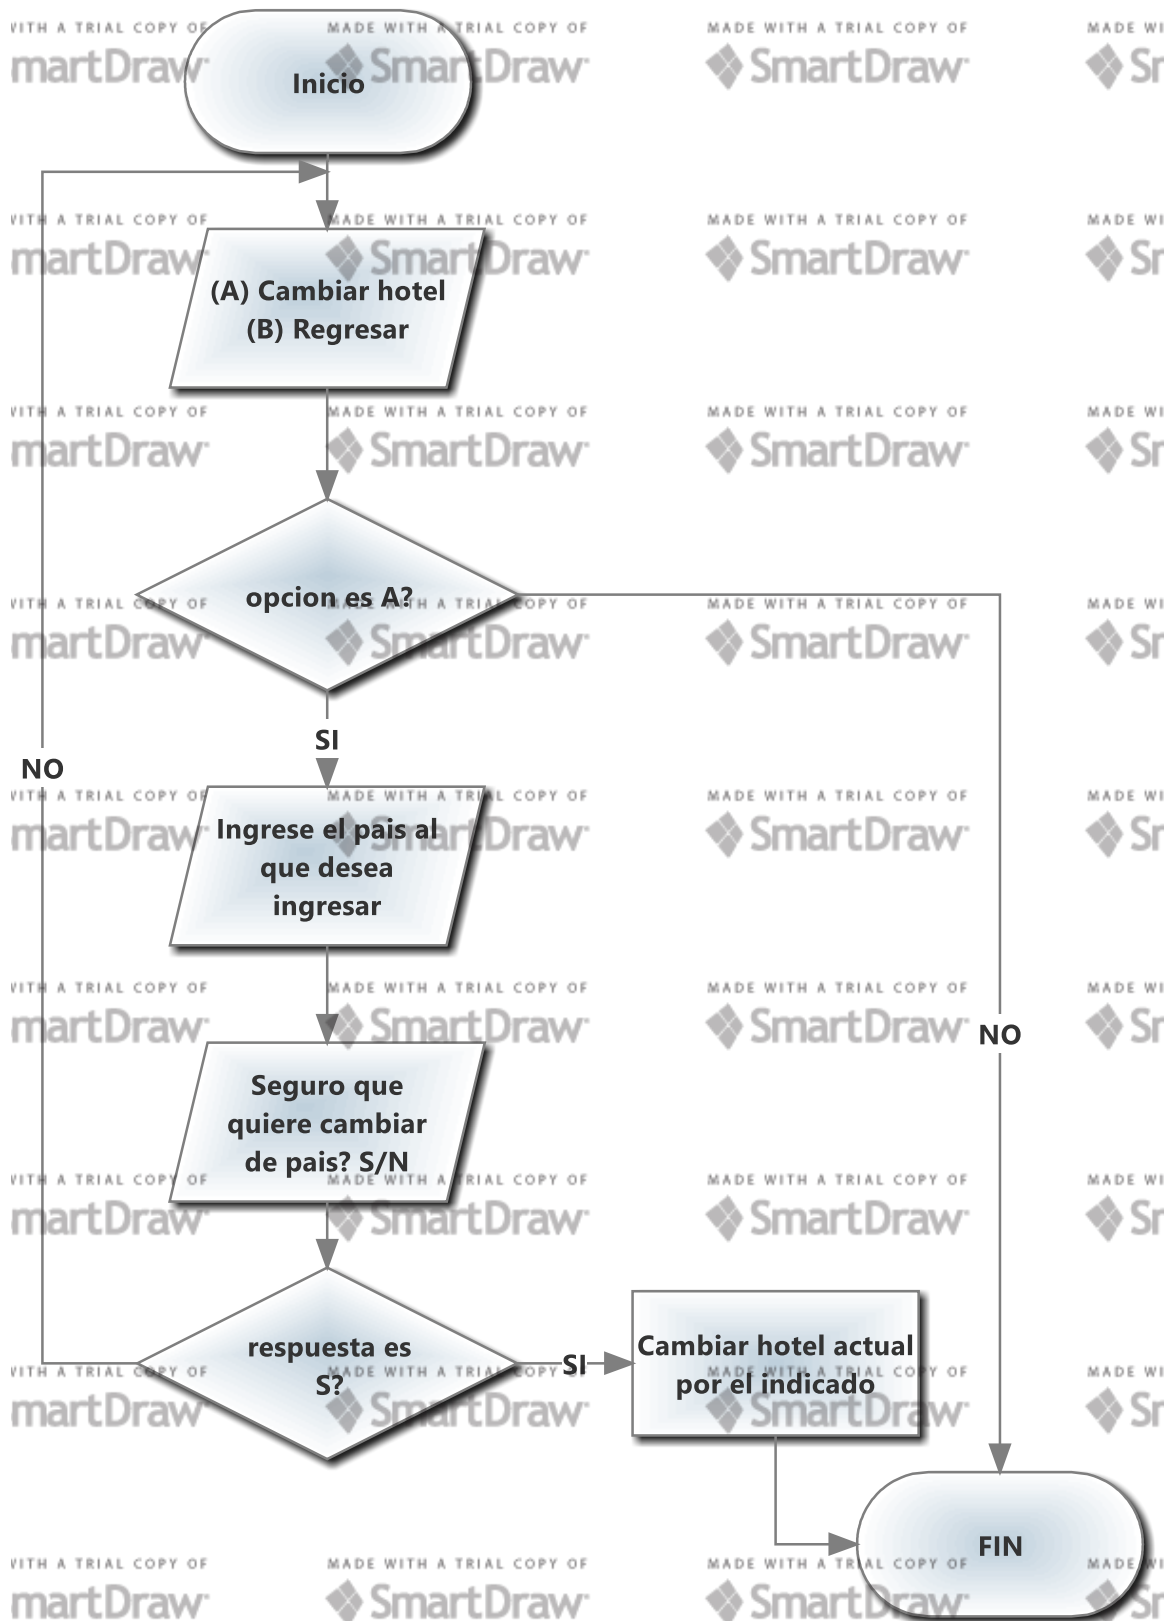 Inicio
(A) Cambiar hotel
(B) Regresar
opcion es A?
SI
NO
Ingrese el pais al
que desea
ingresar
NO
Seguro que
quiere cambiar
de pais? S/N
respuesta es
S?
SI
Cambiar hotel actual
por el indicado
FIN
MADE WITH A TRIAL COPY OF
SmartDraw